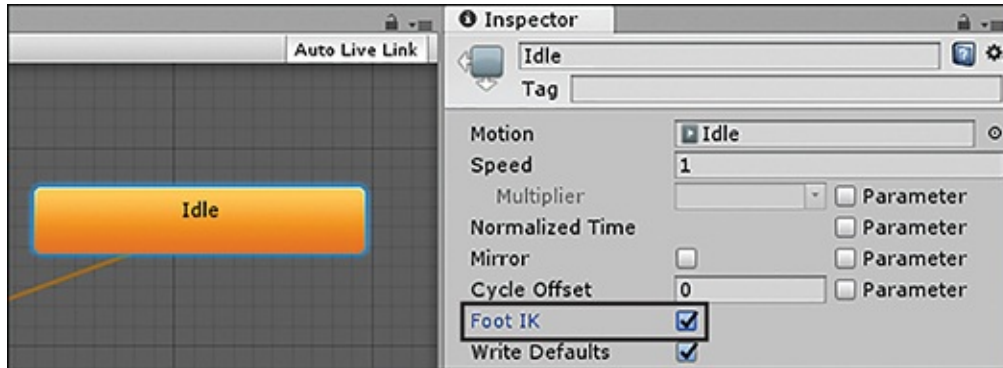 Auto Live Link
Idle
Inspector
Idle
Tag
Motion Idle
Speed 1
Multiplier Parameter
Normalized Time Parameter
Mirror Parameter
Cycle Offset 0 Parameter
Foot IK
Write Defaults